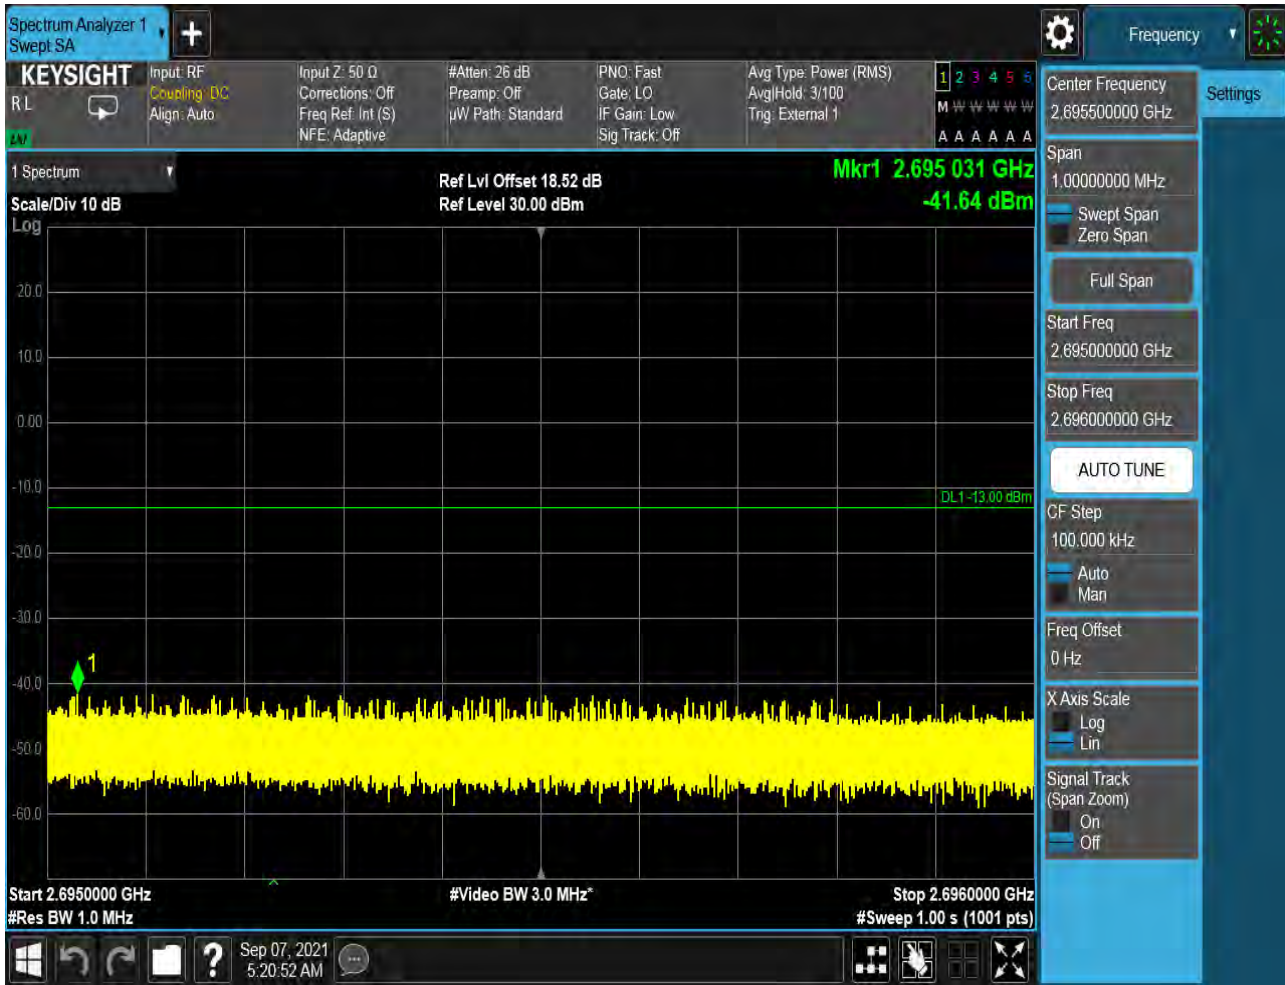 Spectrum Analyzer 1
Swept SA
Frequency
KEYSIGHT
R L
Input: RF
Coupling: DC
Align: Auto
Input Z: 50 Ω
Corrections: Off
Freq Ref: Int (S)
NFE: Adaptive
#Atten: 26 dB
Preamp: Off
µW Path: Standard
PNO: Fast
Gate: LO
IF Gain: Low
Sig Track: Off
Avg Type: Power (RMS)
Avg|Hold: 3/100
Trig: External 1
1 2 3 4 5 6
M W W W W W
A A A A A A
1 Spectrum
Scale/Div 10 dB
Log
Ref Lvl Offset 18.52 dB
Ref Level 30.00 dBm
Mkr1 2.695 031 GHz
-41.64 dBm
20.0
10.0
0.00
-10.0
DL1 -13.00 dBm
-20.0
-30.0
1
-40.0
-50.0
-60.0
Start 2.6950000 GHz
#Res BW 1.0 MHz
#Video BW 3.0 MHz*
Stop 2.6960000 GHz
#Sweep 1.00 s (1001 pts)
Sep 07, 2021
5:20:52 AM
?
Center Frequency
2.695500000 GHz
Settings
Span
1.00000000 MHz
Swept Span
Zero Span
Full Span
Start Freq
2.695000000 GHz
Stop Freq
2.696000000 GHz
AUTO TUNE
CF Step
100.000 kHz
Auto
Man
Freq Offset
0 Hz
X Axis Scale
Log
Lin
Signal Track
(Span Zoom)
On
Off